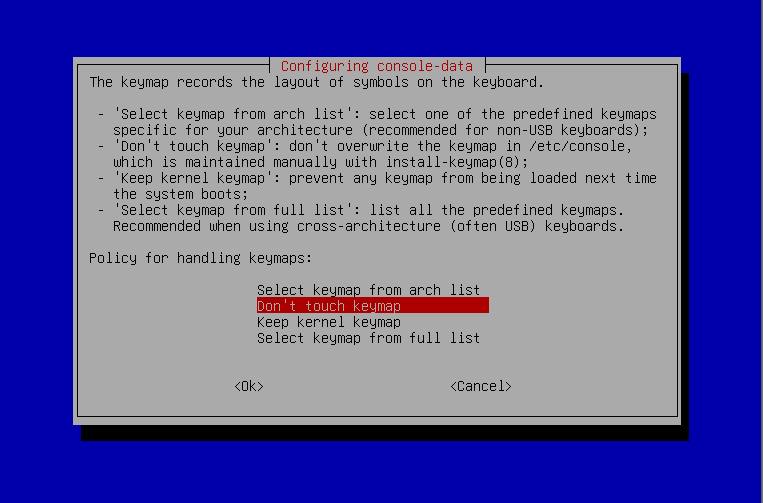 Configuring console-data
The keymap records the layout of symbols on the keyboard.
- 'Select keymap from arch list': select one of the predefined keymaps
specific for your architecture (recommended for non-USB keyboards);
- 'Don't touch keymap': don't overwrite the keymap in /etc/console,
which is maintained manually with install-keymap(8);
- 'Keep kernel keymap': prevent any keymap from being loaded next time
the system boots;
- 'Select keymap from full list': list all the predefined keymaps.
Recommended when using cross-architecture (often USB) keyboards.
Policy for handling keymaps:
Select keymap from arch list
Don't touch keymap
Keep kernel keymap
Select keymap from full list
<Ok> <Cancel>